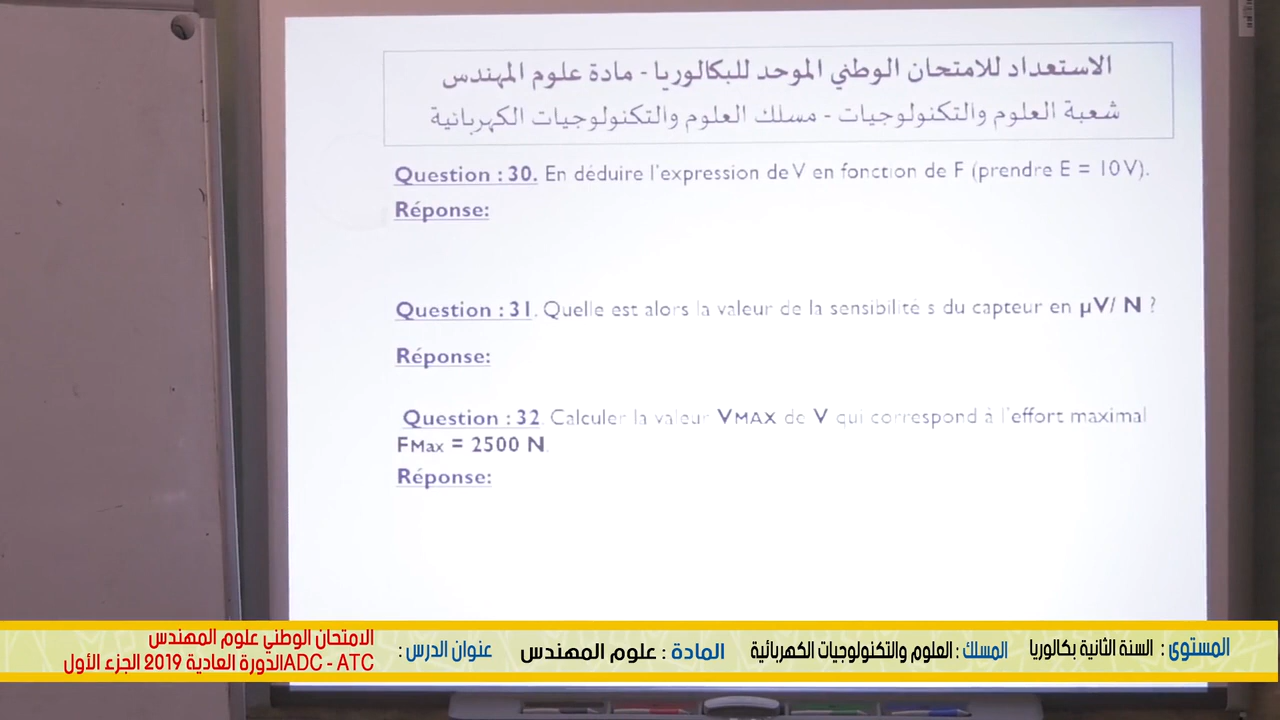 الاستعداد للامتحان الوطني الموحد للبكالوريا - مادة علوم المهندس
شعبة العلوم والتكنولوجيات - مسلك العلوم والتكنولوجيات الكهربائية
Question : 30. En déduire l'expression de V en fonction de F (prendre E = 10 V).
Réponse:
Question : 31. Quelle est alors la valeur de la sensibilité s du capteur en µV/ N ?
Réponse:
Question : 32. Calculer la valeur VMAX de V qui correspond à l'effort maximal
FMax = 2500 N.
Réponse:
المستوى : السنة الثانية بكالوريا
المسلك : العلوم والتكنولوجيات الكهربائية
المادة : علوم المهندس
عنوان الدرس :
الامتحان الوطني علوم المهندس
ADC - ATCالدورة العادية 2019 الجزء الأول